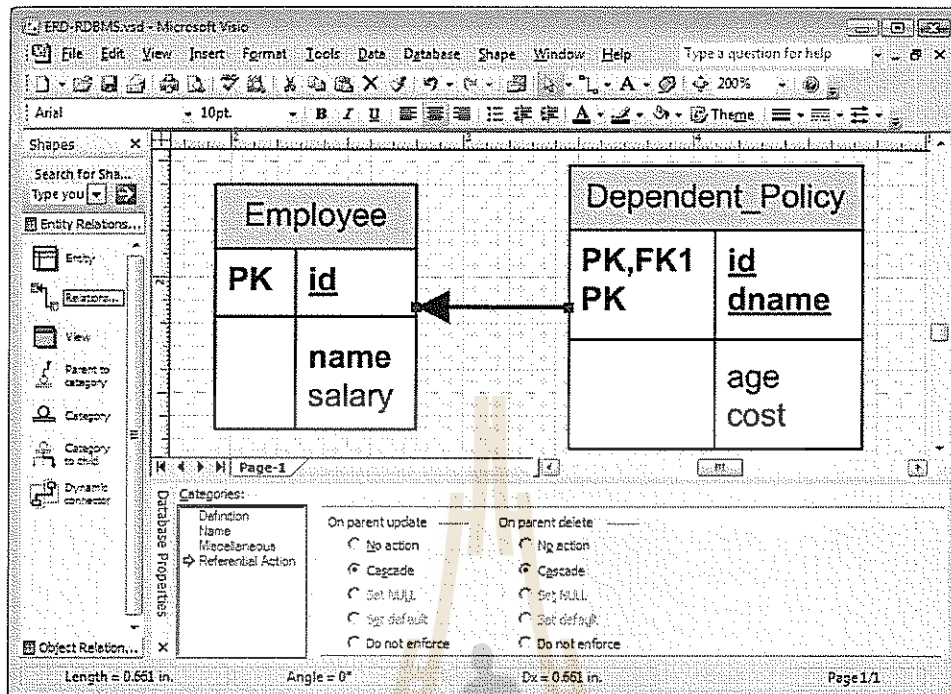 ERD-RDBMS.vsd - Microsoft Visio
File Edit View Insert Format Tools Data Database Shape Window Help Type a question for help
200%
Arial 10pt. B I U A Theme
Shapes
Search for Sha...
Type you
Entity Relations...
Entity
Relations...
View
Parent to category
Category
Category to child
Dynamic connector
Object Relation,..
Employee
PK id
name
salary
Dependent_Policy
PK,FK1 id
PK dname
age
cost
Page-1
Database Properties
Categories:
Definition
Name
Miscellaneous
Referential Action
On parent update
No action
Cascade
Set NULL
Set default
Do not enforce
On parent delete
No action
Cascade
Set NULL
Set default
Do not enforce
Length = 0.661 in. Angle = 0° Dx = 0.661 in. Page 1/1